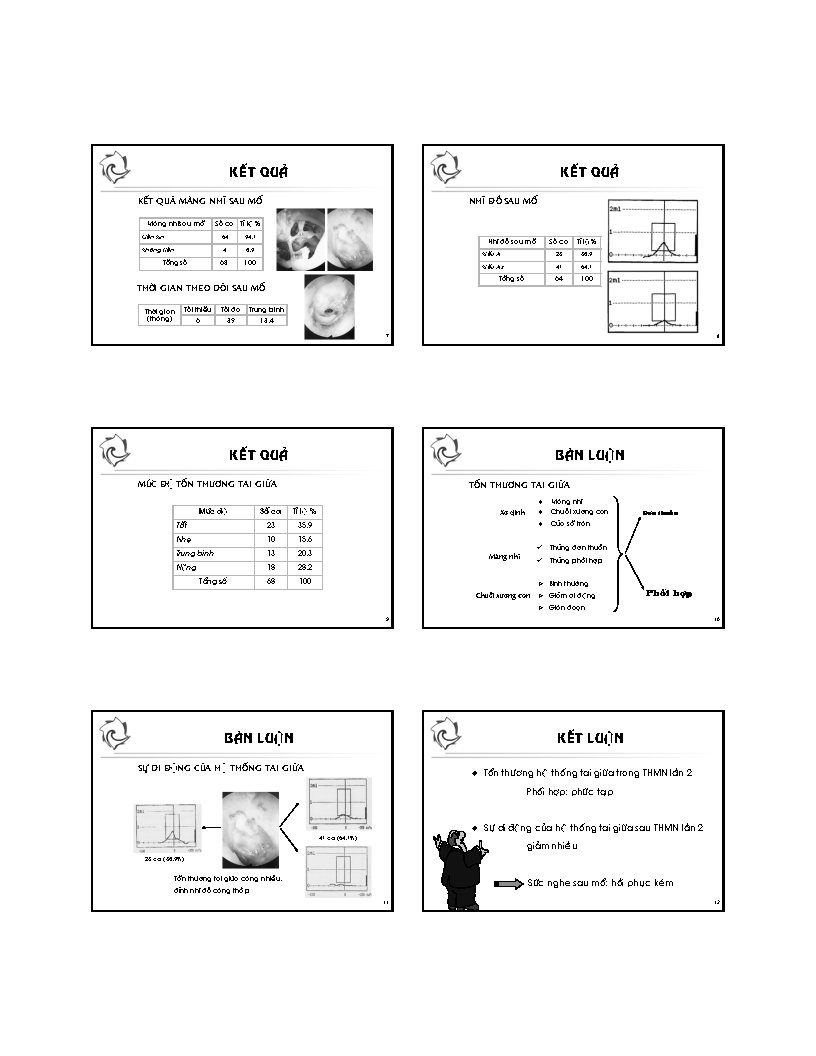 KẾT QUẢ
KẾT QUẢ MÀNG NHĨ SAU MỔ
Màng nhĩ sau mổ Số ca Tỉ lệ %
Liền kín 64 94.1
Không liền 4 5.9
Tổng số 68 100
THỜI GIAN THEO DÕI SAU MỔ
Thời gian (tháng) Tối thiểu Tối đa Trung bình
6 39 13.4
7
KẾT QUẢ
NHĨ ĐỒ SAU MỔ
Nhĩ đồ sau mổ Số ca Tỉ lệ %
Kiểu A
Kiểu As 41 64.1
Tổng số 64 100
2ml
1
0
2ml
1
0
8
KẾT QUẢ
MỨC ĐỘ TỔN THƯƠNG TAI GIỮA
Mức độ Số ca Tỉ lệ %
Tốt 23 35.9
Nhẹ 10 15.6
Trung bình 13 20.3
Nặng 18 28.2
Tổng số 68 100
9
BÀN LUẬN
TỔN THƯƠNG TAI GIỮA
Xơ dính
Màng nhĩ
Chuỗi xương con
Cửa sổ tròn
Màng nhĩ
Thủng đơn thuần
Thủng phối hợp
Chuỗi xương con
Bình thường
Giảm di động
Gián đoạn
Đơn thuần
Phối hợp
10
BÀN LUẬN
SỰ DI ĐỘNG CỦA HỆ THỐNG TAI GIỮA
41 ca (64.1%)
Tổn thương tai giữa càng nhiều,
đỉnh nhĩ đồ càng thấp
11
KẾT LUẬN
Tổn thương hệ thống tai giữa trong THMN lần 2
Phối hợp; phức tạp
Sự di động của hệ thống tai giữa sau THMN lần 2
giảm nhiều
Sức nghe sau mổ: hồi phục kém
12